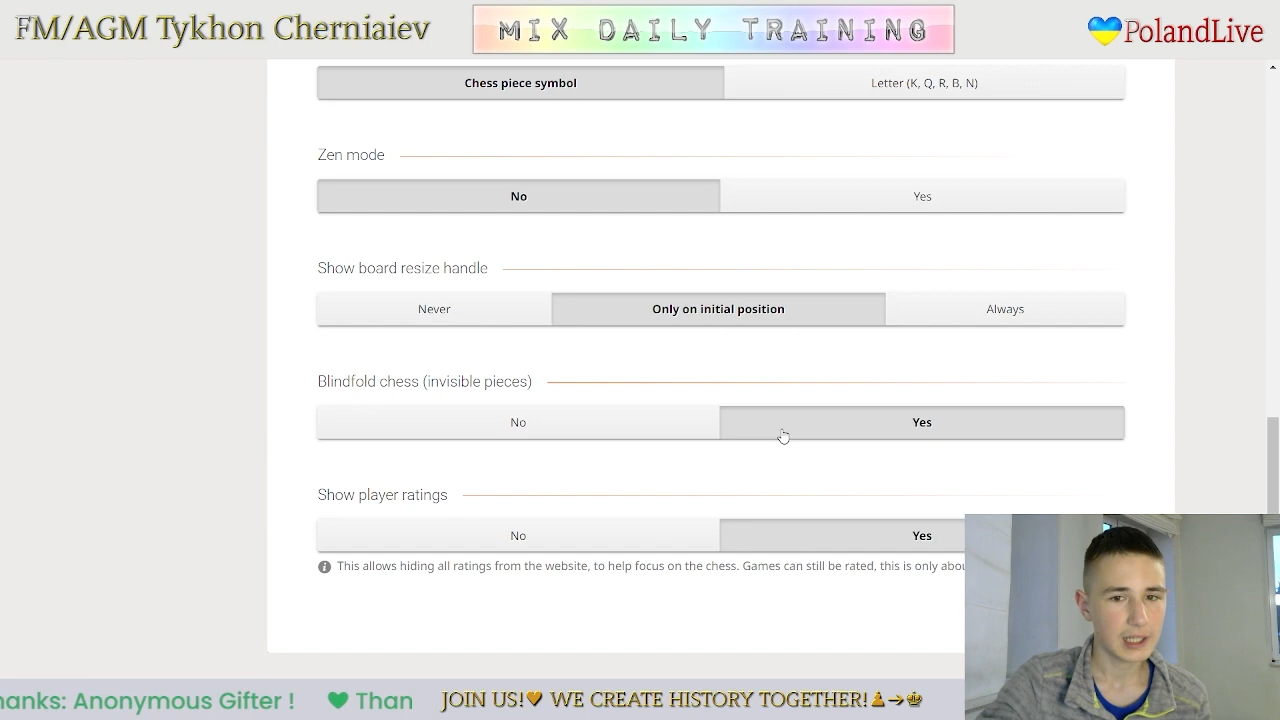 FM/AGM Tykhon Cherniaiev
MIX DAILY TRAINING
PolandLive
Chess piece symbol
Letter (K, Q, R, B, N)
Zen mode
No
Yes
Show board resize handle
Never
Only on initial position
Always
Blindfold chess (invisible pieces)
No
Yes
Show player ratings
No
Yes
This allows hiding all ratings from the website, to help focus on the chess. Games can still be rated, this is only abou
hanks: Anonymous Gifter !
💚 Than
JOIN US!🧡 WE CREATE HISTORY TOGETHER!♟→♚